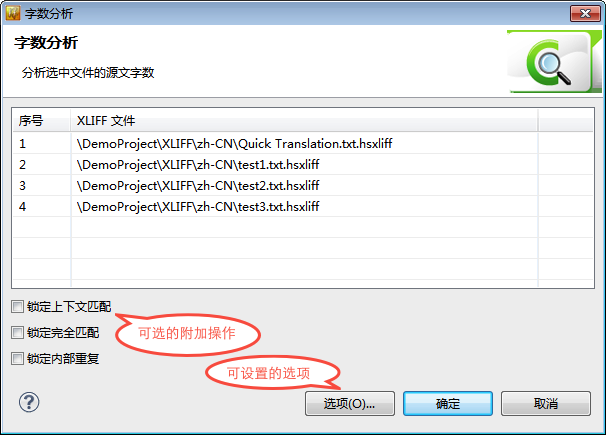 字数分析
字数分析
分析选中文件的源文字数
序号 XLIFF 文件
1 \DemoProject\XLIFF\zh-CN\Quick Translation.txt.hsxliff
2 \DemoProject\XLIFF\zh-CN\test1.txt.hsxliff
3 \DemoProject\XLIFF\zh-CN\test2.txt.hsxliff
4 \DemoProject\XLIFF\zh-CN\test3.txt.hsxliff
锁定上下文匹配
可选的附加操作
锁定完全匹配
锁定内部重复
可设置的选项
选项(O)... 确定 取消